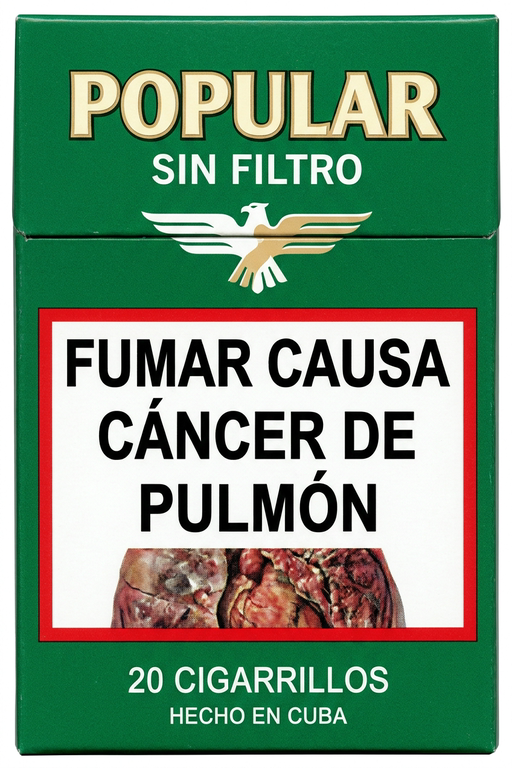 POPULAR
SIN FILTRO
FUMAR CAUSA
CÁNCER DE
PULMÓN
20 CIGARRILLOS
HECHO EN CUBA